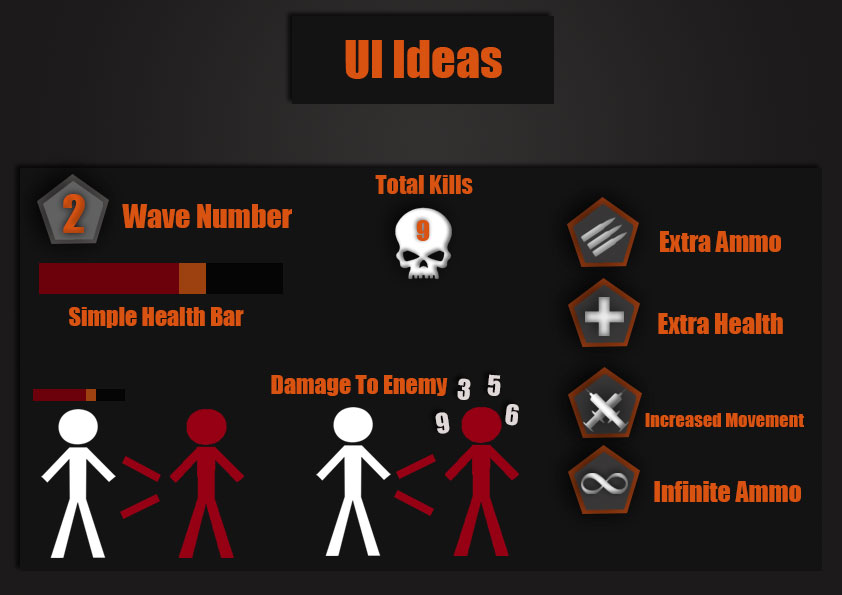 UI Ideas
2
Wave Number
Simple Health Bar
Total Kills
9
Damage To Enemy
9
3
5
6
Extra Ammo
Extra Health
Increased Movement
Infinite Ammo